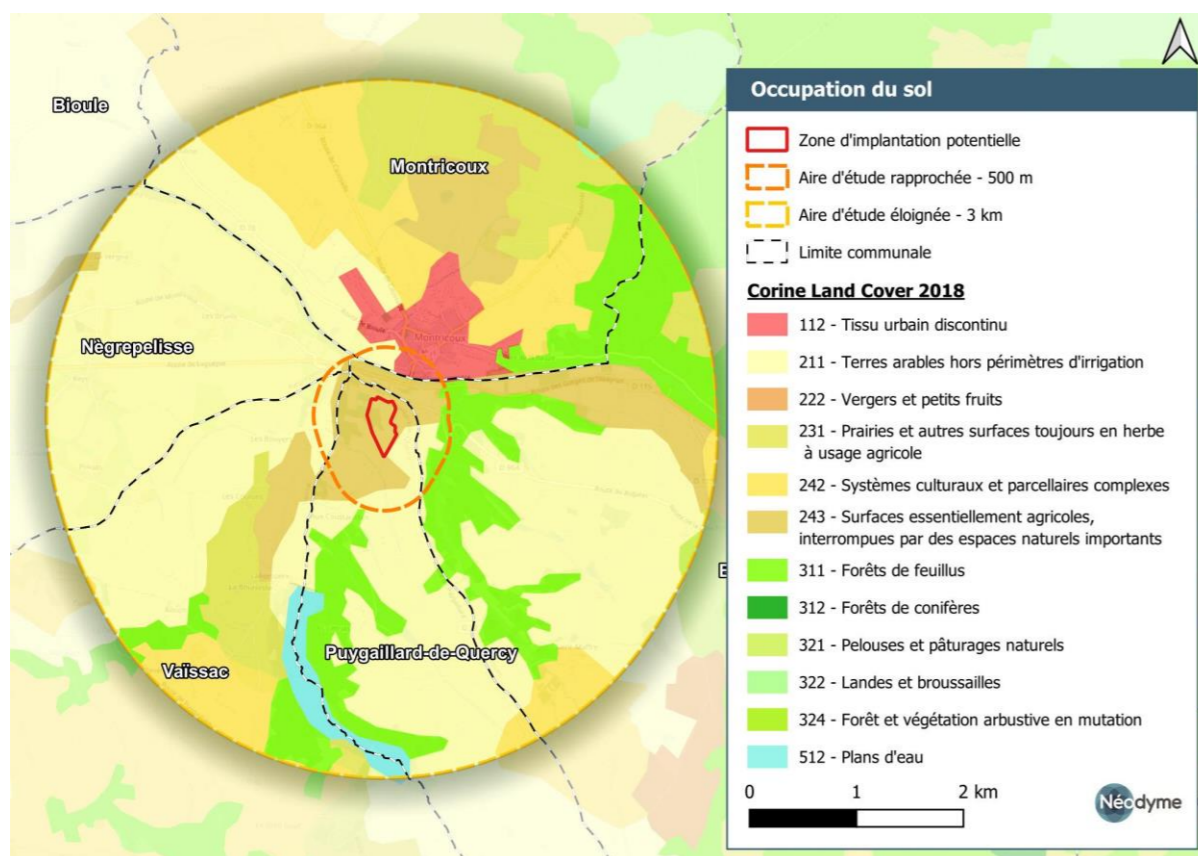 Bioule
Montricoux
Nègrepelisse
Montricoux
Vaïssac
Puygaillard-de-Quercy
Occupation du sol
Zone d'implantation potentielle
Aire d'étude rapprochée - 500 m
Aire d'étude éloignée - 3 km
Limite communale
Corine Land Cover 2018
112 - Tissu urbain discontinu
211 - Terres arables hors périmètres d'irrigation
222 - Vergers et petits fruits
231 - Prairies et autres surfaces toujours en herbe
à usage agricole
242 - Systèmes culturaux et parcellaires complexes
243 - Surfaces essentiellement agricoles,
interrompues par des espaces naturels importants
311 - Forêts de feuillus
312 - Forêts de conifères
321 - Pelouses et pâturages naturels
322 - Landes et broussailles
324 - Forêt et végétation arbustive en mutation
512 - Plans d'eau
0 1 2 km
Néodyme